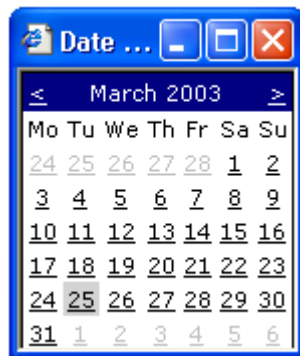 Date ...
< March 2003 >
Mo Tu We Th Fr Sa Su
24 25 26 27 28 1 2
3 4 5 6 7 8 9
10 11 12 13 14 15 16
17 18 19 20 21 22 23
24 25 26 27 28 29 30
31 1 2 3 4 5 6